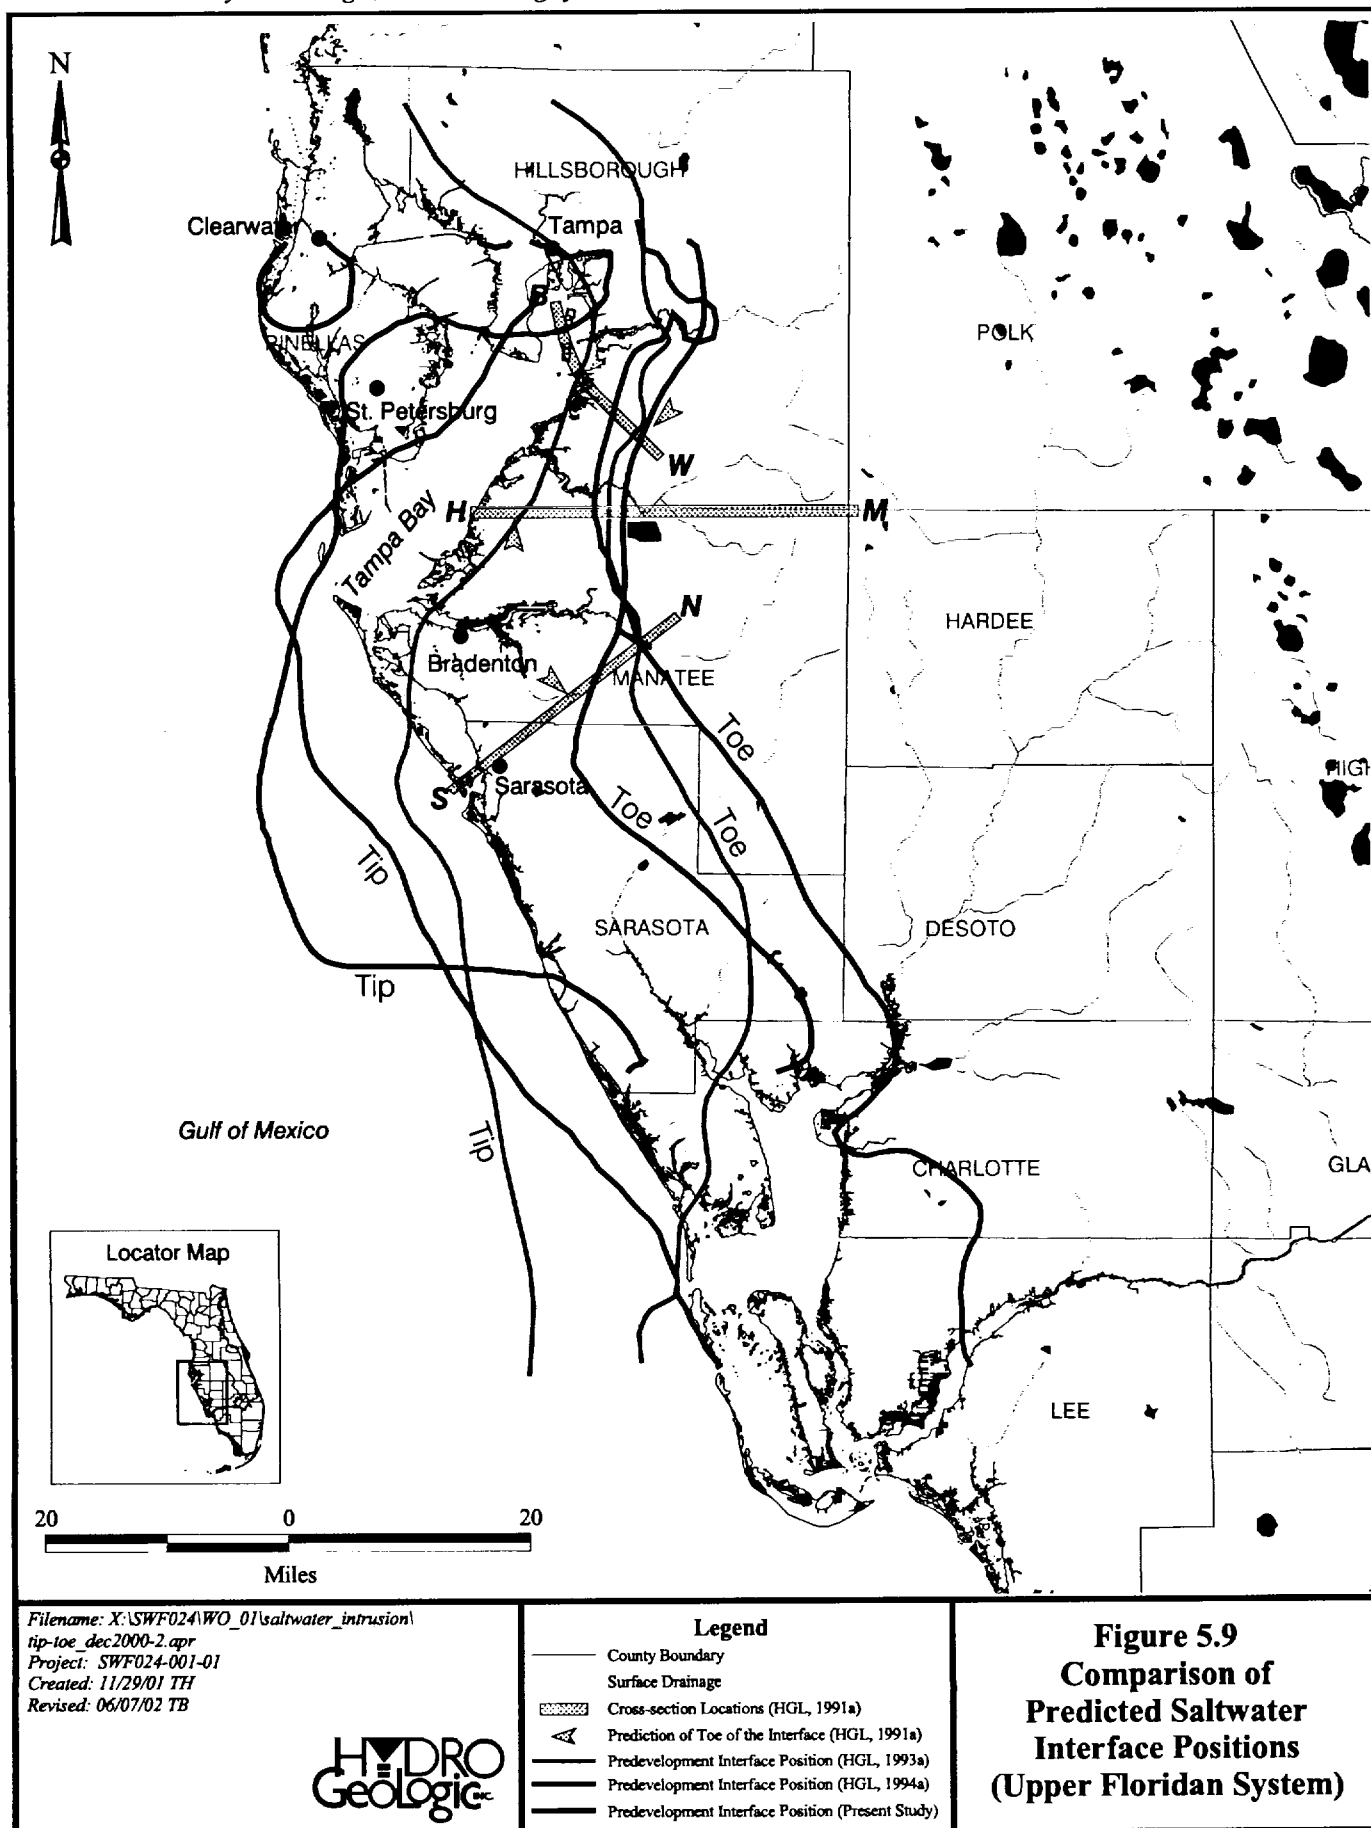 N
HILLSBOROUGH
Clearwater
Tampa
B
PINELLAS
POLK
St. Petersburg
W
H
M
Tampa Bay
N
HARDEE
Bradenton
MANATEE
Toe
S
Sarasota
Toe
Toe
HIGH
Tip
SARASOTA
DESOTO
Tip
Gulf of Mexico
Tip
CHARLOTTE
GLA
Locator Map
LEE
20 0 20
Miles
Filename: X:\SWF024\WO_01\saltwater_intrusion\
tip-toe_dec2000-2.apr
Project: SWF024-001-01
Created: 11/29/01 TH
Revised: 06/07/02 TB
HYDRO
GeoLogic INC
Legend
County Boundary
Surface Drainage
Cross-section Locations (HGL, 1991a)
Prediction of Toe of the Interface (HGL, 1991a)
Predevelopment Interface Position (HGL, 1993a)
Predevelopment Interface Position (HGL, 1994a)
Predevelopment Interface Position (Present Study)
Figure 5.9
Comparison of
Predicted Saltwater
Interface Positions
(Upper Floridan System)